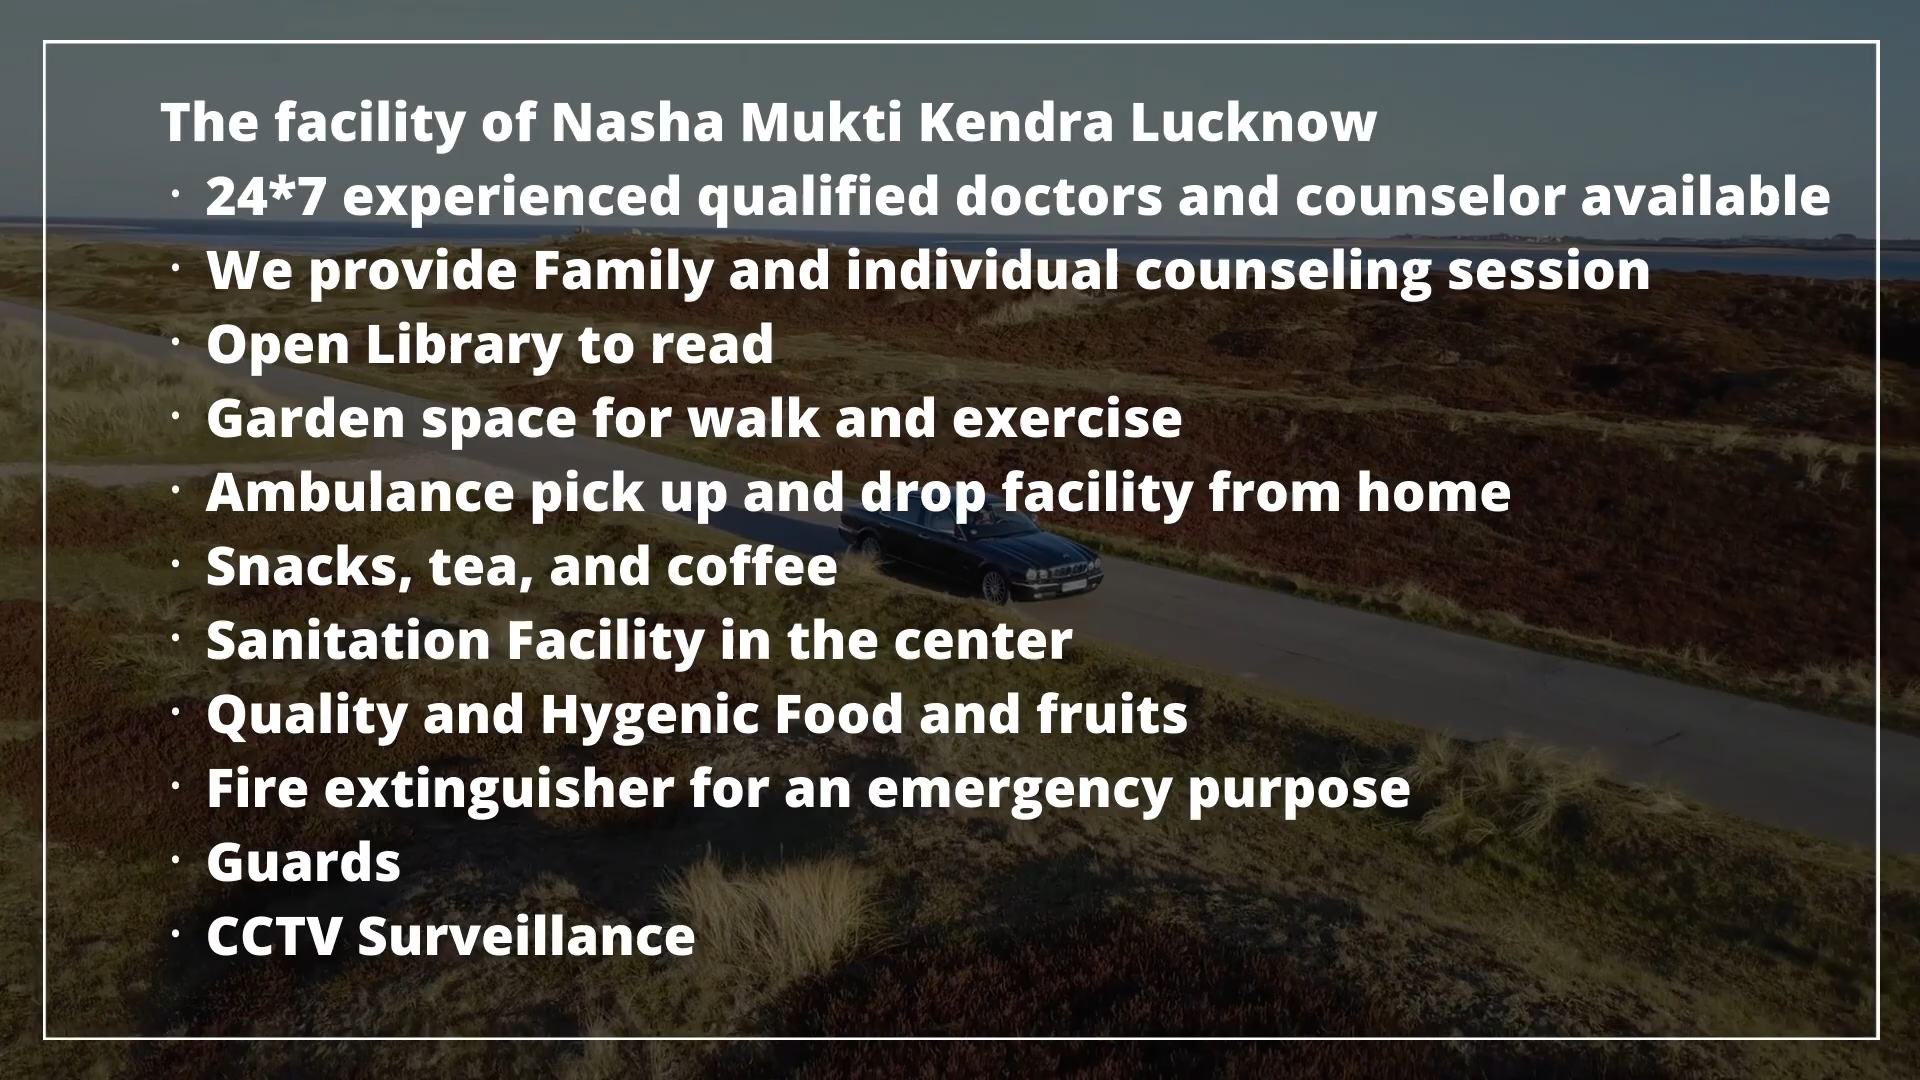 The facility of Nasha Mukti Kendra Lucknow
· 24*7 experienced qualified doctors and counselor available
· We provide Family and individual counseling session
· Open Library to read
· Garden space for walk and exercise
· Ambulance pick up and drop facility from home
· Snacks, tea, and coffee
· Sanitation Facility in the center
· Quality and Hygenic Food and fruits
· Fire extinguisher for an emergency purpose
· Guards
· CCTV Surveillance